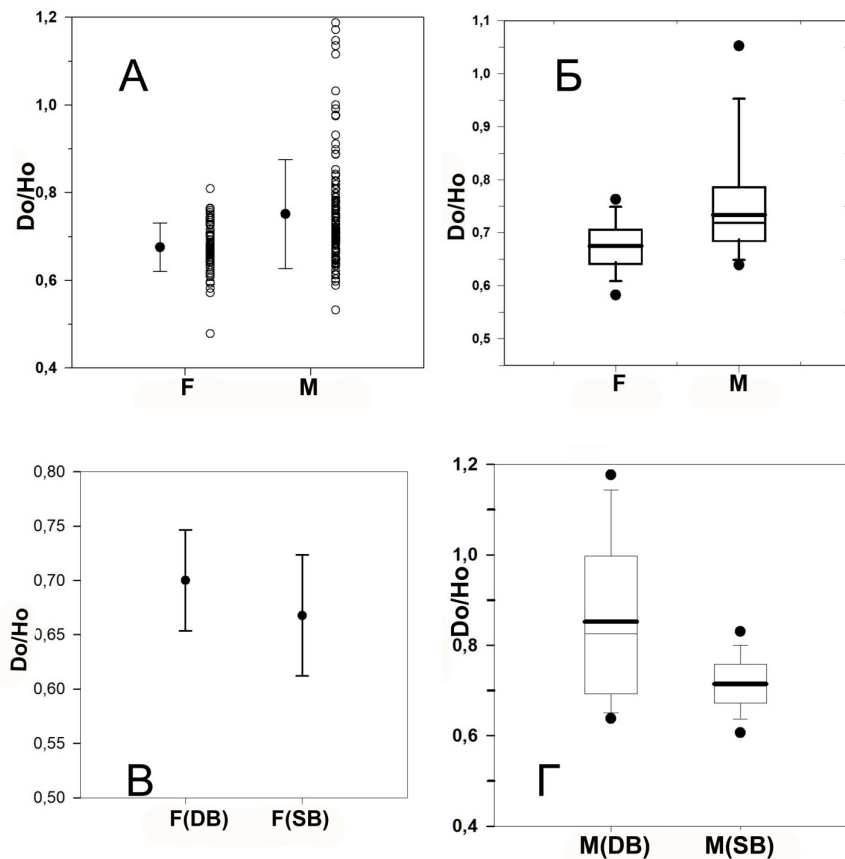 А
1,2
1,0
0,8
0,6
0,4
Do/Ho
F M
Б
1,1
1,0
0,9
0,8
0,7
0,6
0,5
Do/Ho
F M
В
0,80
0,75
0,70
0,65
0,60
0,55
0,50
Do/Ho
F(DB) F(SB)
Г
1,2
1,0
0,8
0,6
0,4
Do/Ho
M(DB) M(SB)